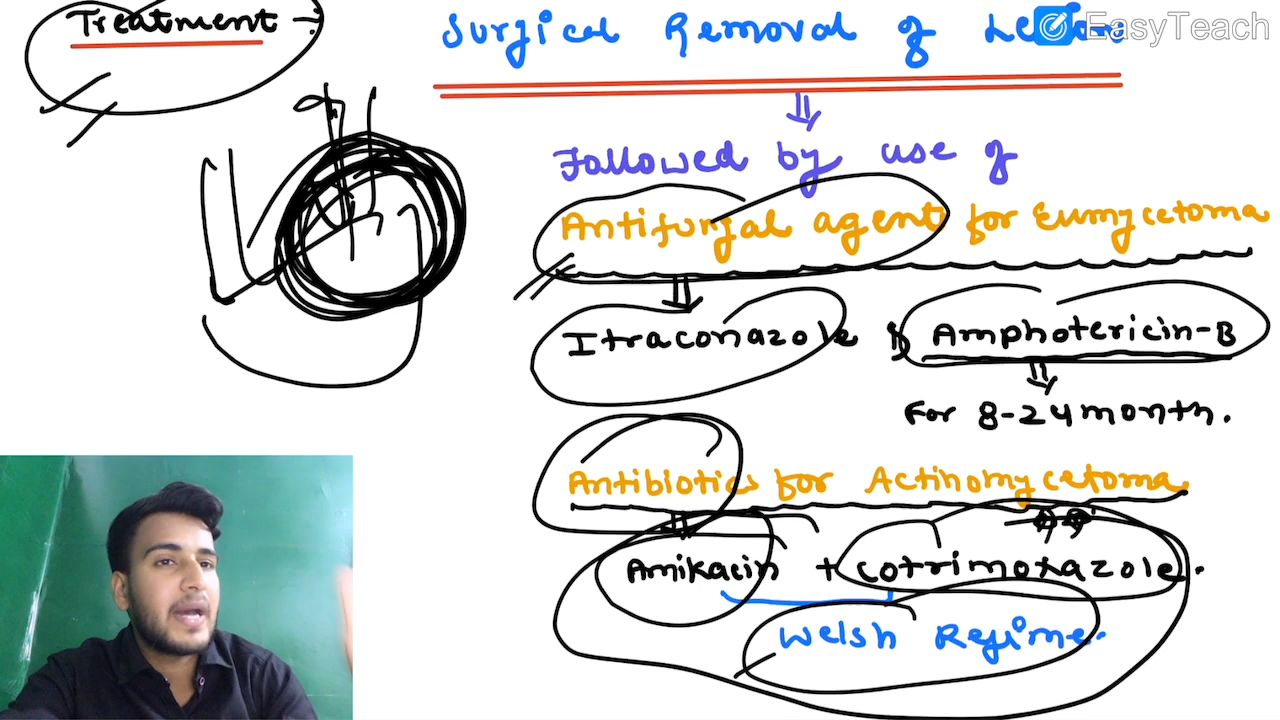 Treatment :-
Surgical Removal of Lesion
EasyTeach
⇓
Followed by use of
Antifungal agent for Eumycetoma
⇓
Itraconazole & Amphotericin-B
⇓
For 8-24 month.
Antibiotics for Actinomycetoma
⇓
Amikacin + cotrimoxazole.
Welsh Regime.